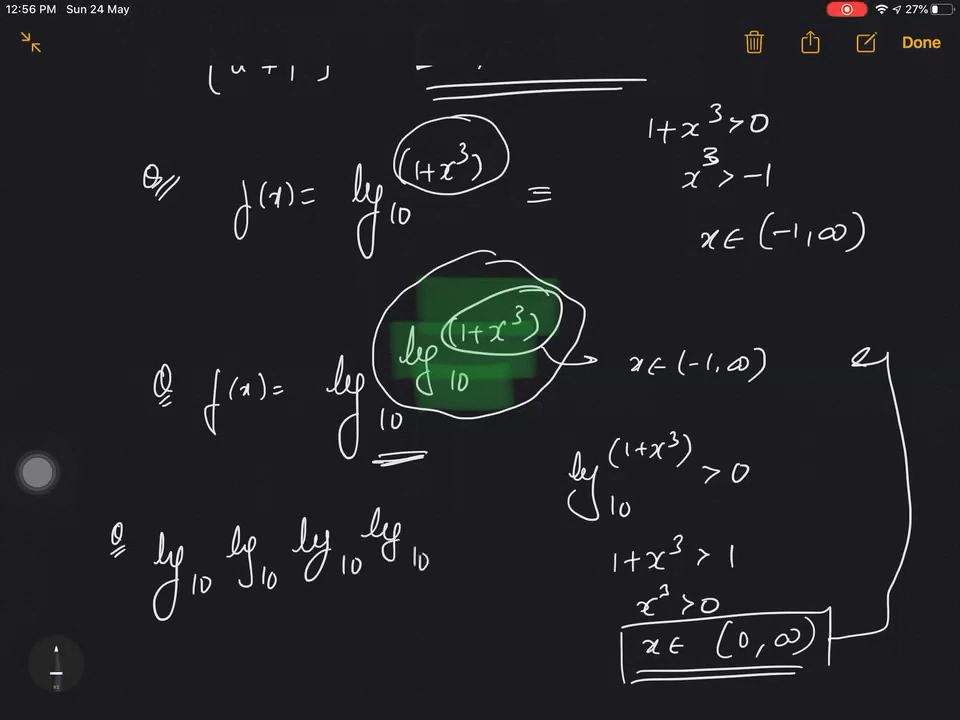 12:56 PM Sun 24 May 27%
Done
Q f(x) = log₁₀(1+x³) ≡
1+x³>0
x³>-1
x∈(-1,∞)
Q f(x)= log₁₀ log₁₀(1+x³)
x∈(-1,∞)
log₁₀(1+x³) >0
1+x³ > 1
x³ >0
x∈ (0,∞)
Q log₁₀ log₁₀ log₁₀ log₁₀